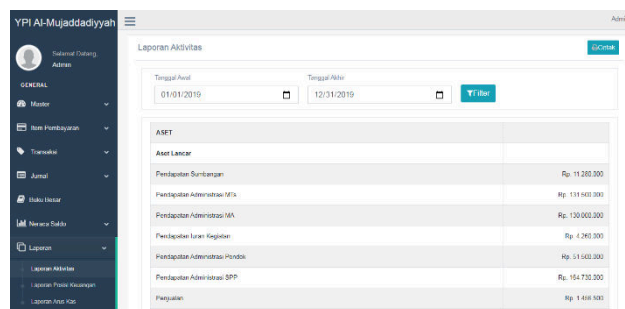 YPI Al-Mujaddadiyyah
Admi
Selamat Datang,
Admin
GENERAL
Master
Item Pembayaran
Transaksi
Jurnal
Buku Besar
Neraca Saldo
Laporan
Laporan Aktivitas
Laporan Posisi Keuangan
Laporan Arus Kas
Laporan Aktivitas
Cetak
Tanggal Awal
Tanggal Akhir
01/01/2019
12/31/2019
Filter
ASET
Aset Lancar
Pendapatan Sumbangan Rp. 11.280.000
Pendapatan Administrasi MTs Rp. 131.500.000
Pendapatan Administrasi MA Rp. 130.000.000
Pendapatan Iuran Kegiatan Rp. 4.260.000
Pendapatan Administrasi Pondok Rp. 51.500.000
Pendapatan Administrasi SPP Rp. 164.730.000
Penjualan Rp.